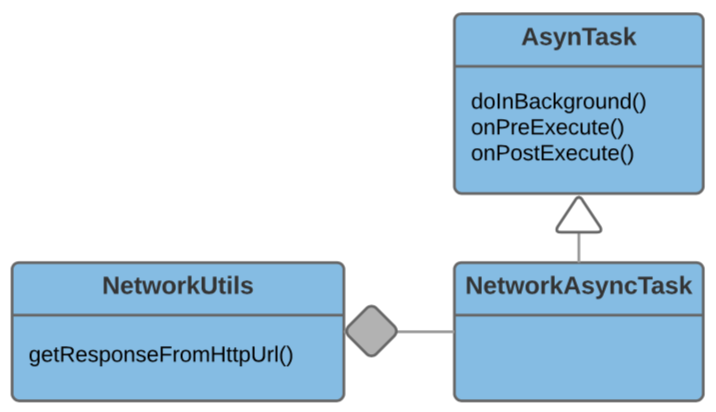 AsynTask
doInBackground()
onPreExecute()
onPostExecute()
NetworkUtils
getResponseFromHttpUrl()
NetworkAsyncTask